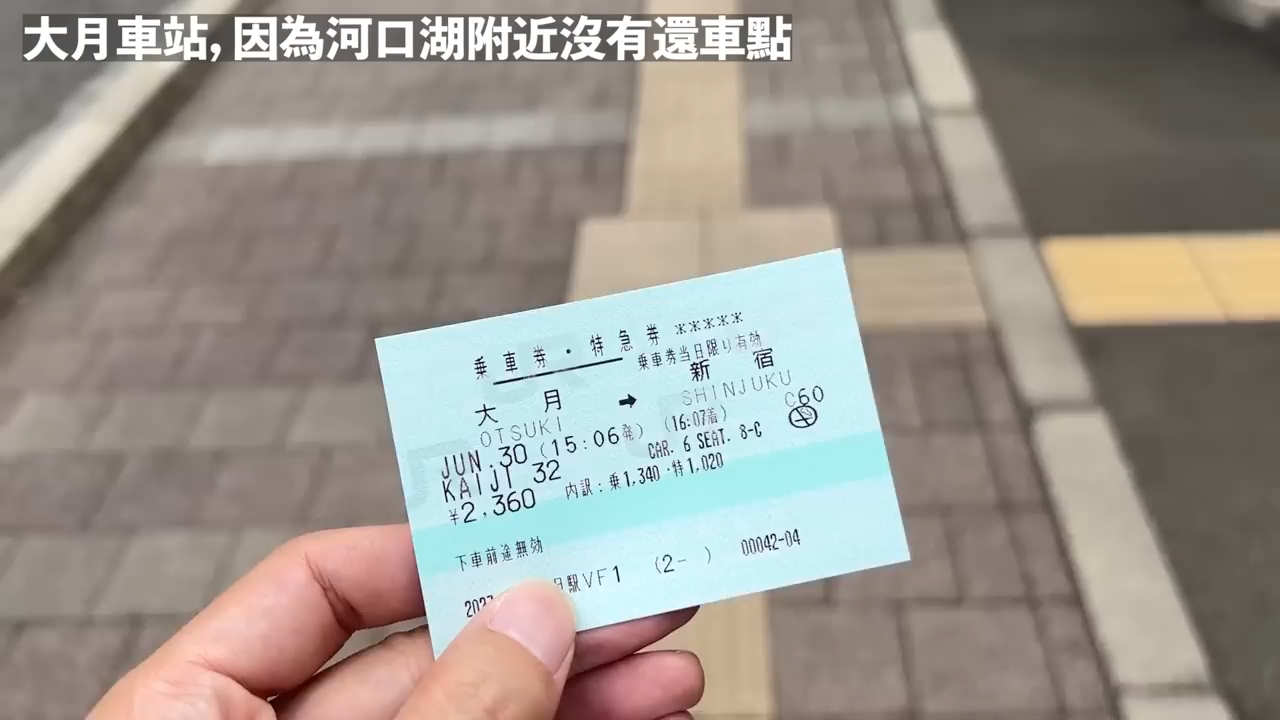 大月車站, 因為河口湖附近沒有還車點
乗車券・特急券 *****
乗車券当日限り有効
大月 ➡ 新宿
OTSUKI SHINJUKU
JUN.30 (15:06発) (16:07着) C60
KAIJI 32 CAR. 6 SEAT. 8-C
¥2,360 内訳:乗1,340・特1,020
下車前途無効
駅VF1 (2- ) 00042-04